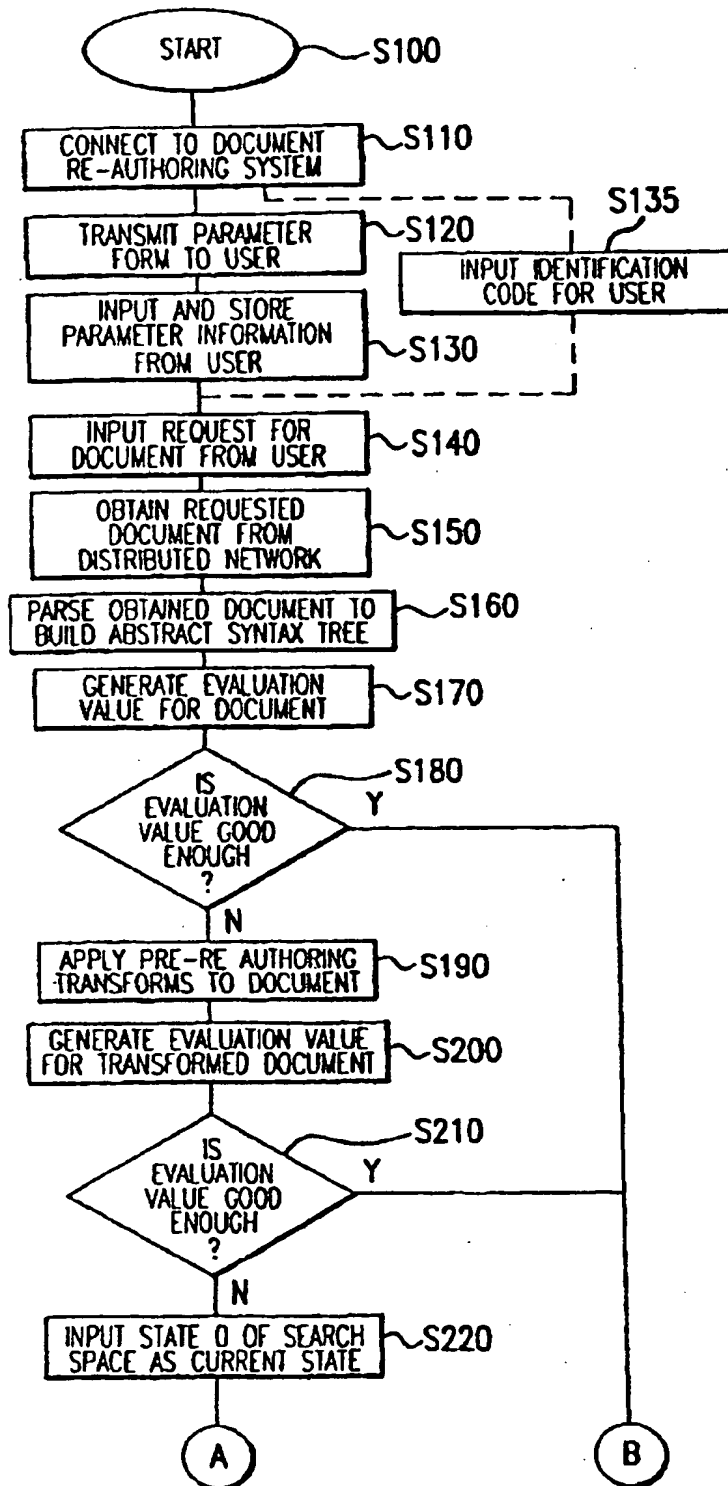 START
S100
CONNECT TO DOCUMENT
RE-AUTHORING SYSTEM
S110
TRANSMIT PARAMETER
FORM TO USER
S120
S135
INPUT IDENTIFICATION
CODE FOR USER
INPUT AND STORE
PARAMETER INFORMATION
FROM USER
S130
INPUT REQUEST FOR
DOCUMENT FROM USER
S140
OBTAIN REQUESTED
DOCUMENT FROM
DISTRIBUTED NETWORK
S150
PARSE OBTAINED DOCUMENT TO
BUILD ABSTRACT SYNTAX TREE
S160
GENERATE EVALUATION
VALUE FOR DOCUMENT
S170
IS
EVALUATION
VALUE GOOD
ENOUGH
?
S180
Y
N
APPLY PRE-RE AUTHORING
TRANSFORMS TO DOCUMENT
S190
GENERATE EVALUATION VALUE
FOR TRANSFORMED DOCUMENT
S200
IS
EVALUATION
VALUE GOOD
ENOUGH
?
S210
Y
N
INPUT STATE 0 OF SEARCH
SPACE AS CURRENT STATE
S220
A
B